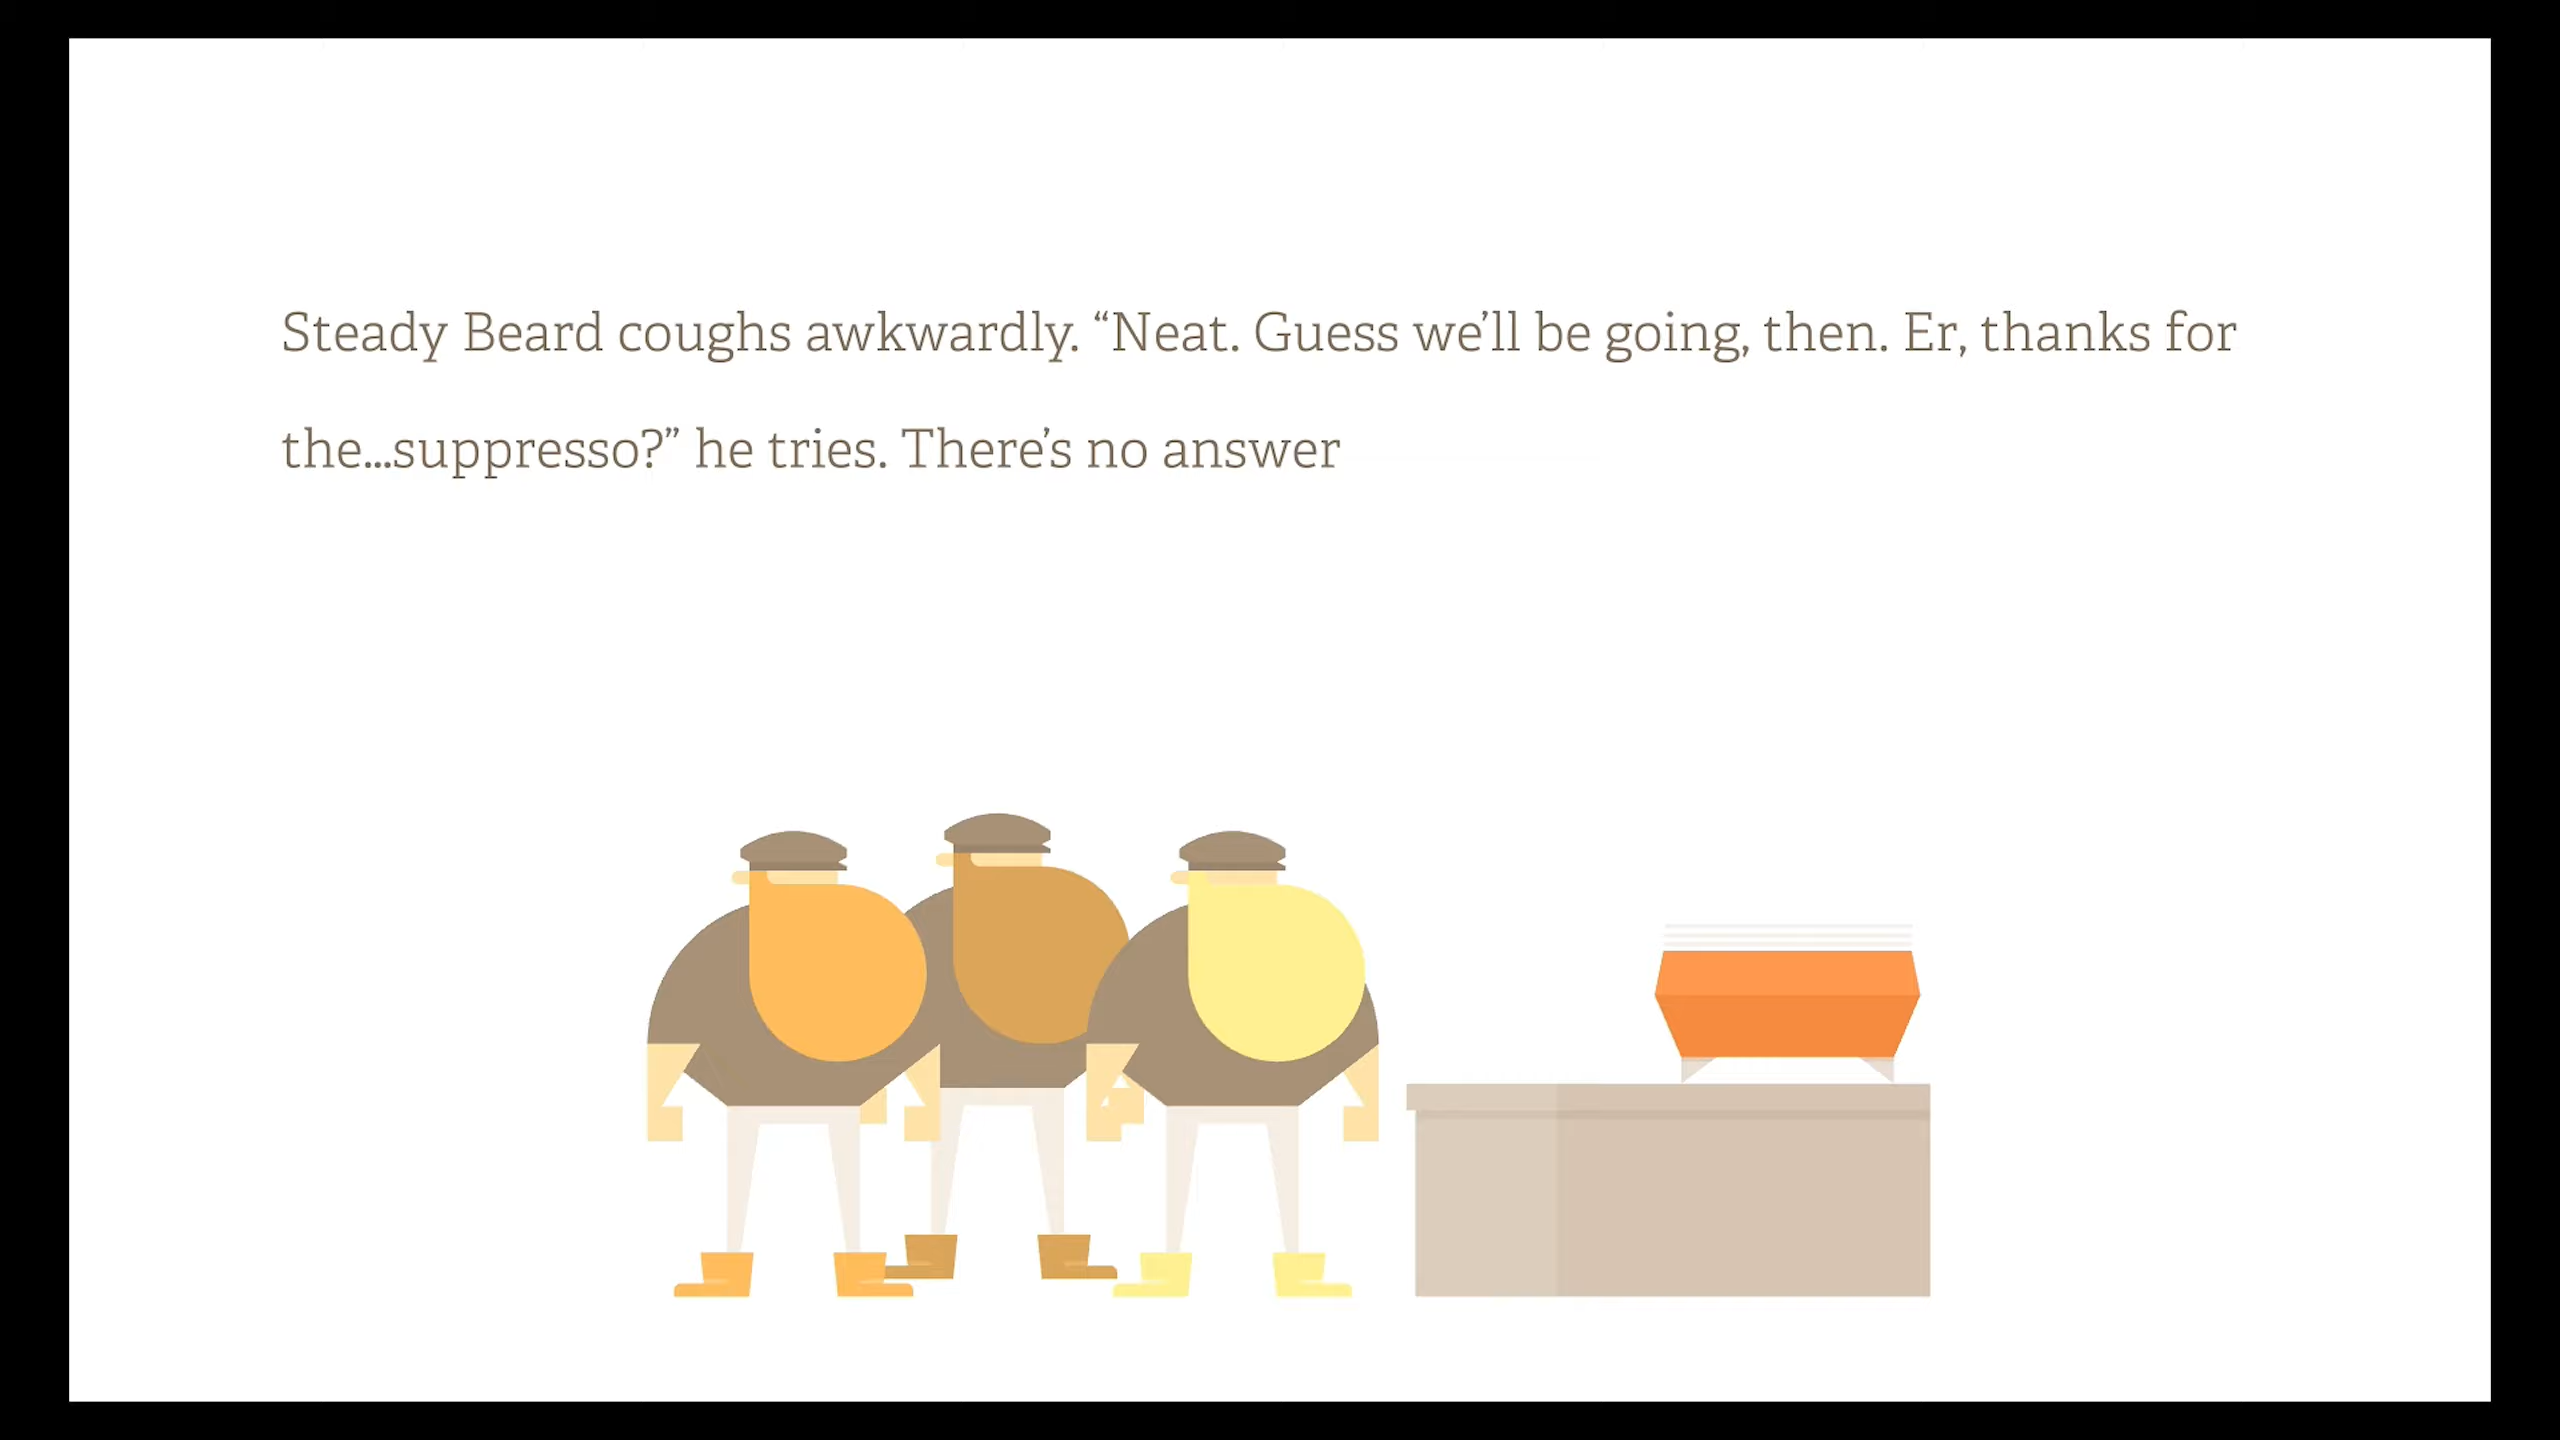 Steady Beard coughs awkwardly. “Neat. Guess we’ll be going, then. Er, thanks for
the...suppresso?” he tries. There’s no answer